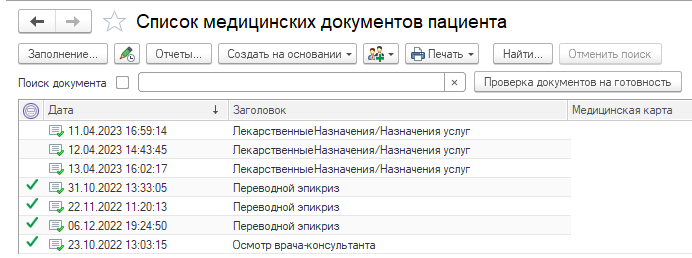 Список медицинских документов пациента
Заполнение... Отчеты... Создать на основании Печать Найти... Отменить поиск
Поиск документа × Проверка документов на готовность
Дата ↓ Заголовок Медицинская карта
11.04.2023 16:59:14 ЛекарственныеНазначения/Назначения услуг
12.04.2023 14:43:45 ЛекарственныеНазначения/Назначения услуг
13.04.2023 16:02:17 ЛекарственныеНазначения/Назначения услуг
31.10.2022 13:33:05 Переводной эпикриз
22.11.2022 11:20:13 Переводной эпикриз
06.12.2022 19:24:50 Переводной эпикриз
23.10.2022 13:03:15 Осмотр врача-консультанта